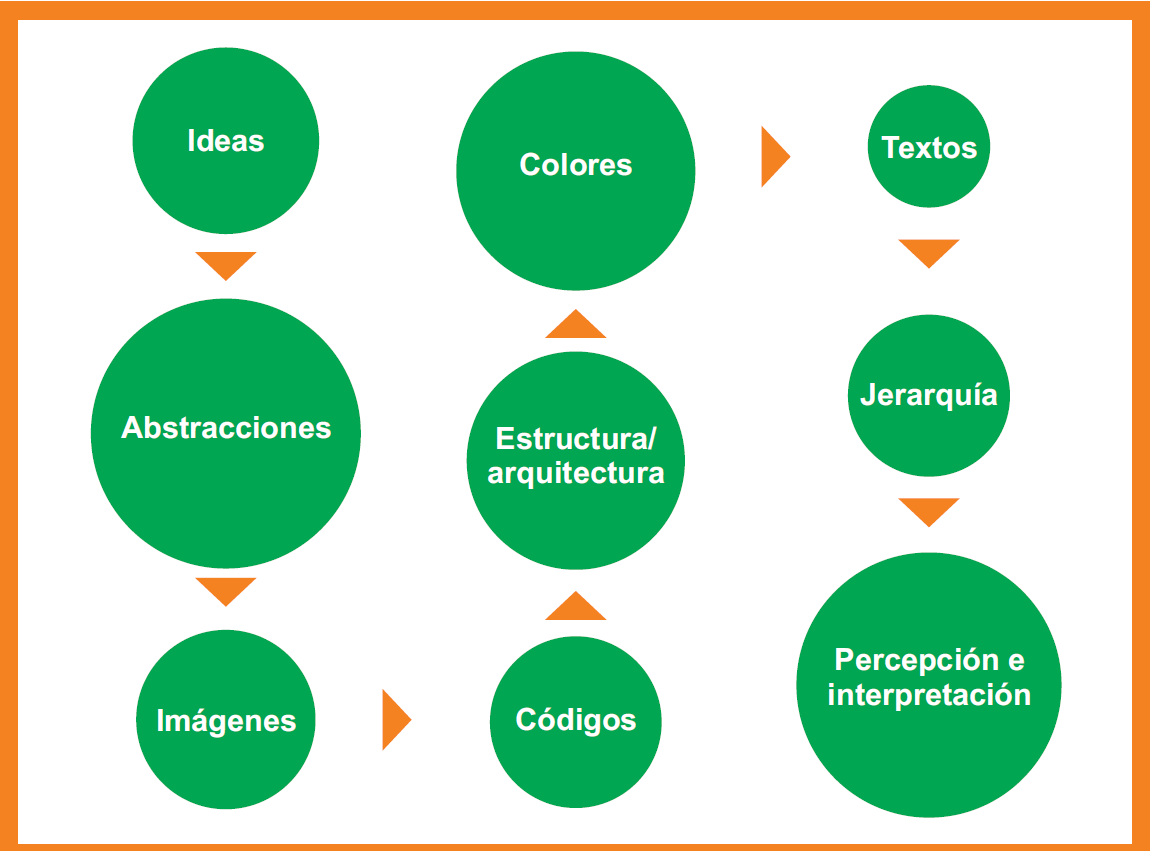 Ideas
Abstracciones
Imágenes
Códigos
Estructura/
arquitectura
Colores
Textos
Jerarquía
Percepción e
interpretación